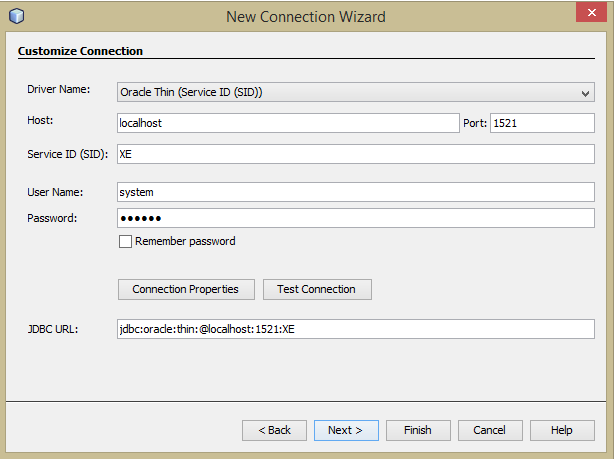 New Connection Wizard
Customize Connection
Driver Name: Oracle Thin (Service ID (SID))
Host: localhost Port: 1521
Service ID (SID): XE
User Name: system
Password: ●●●●●●
Remember password
Connection Properties Test Connection
JDBC URL: jdbc:oracle:thin:@localhost:1521:XE
< Back Next > Finish Cancel Help